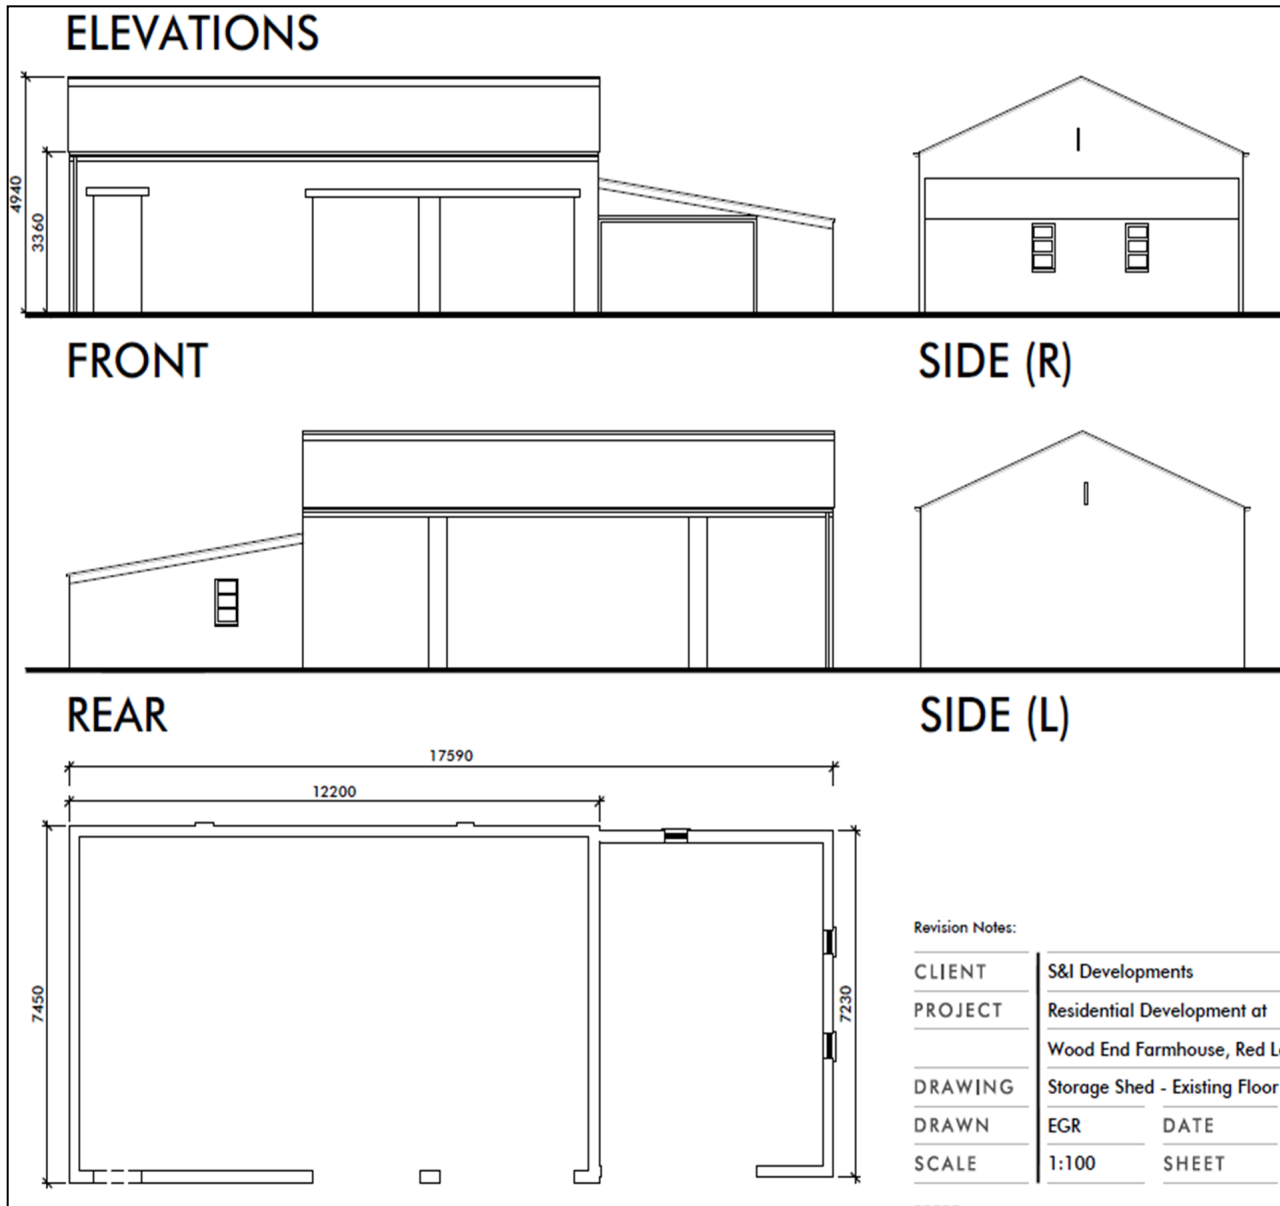 ELEVATIONS
4940
3360
FRONT
SIDE (R)
REAR
SIDE (L)
17590
12200
7450
7230
Revision Notes:
CLIENT S&I Developments
PROJECT Residential Development at
Wood End Farmhouse, Red
DRAWING Storage Shed - Existing Floor
DRAWN EGR DATE
SCALE 1:100 SHEET